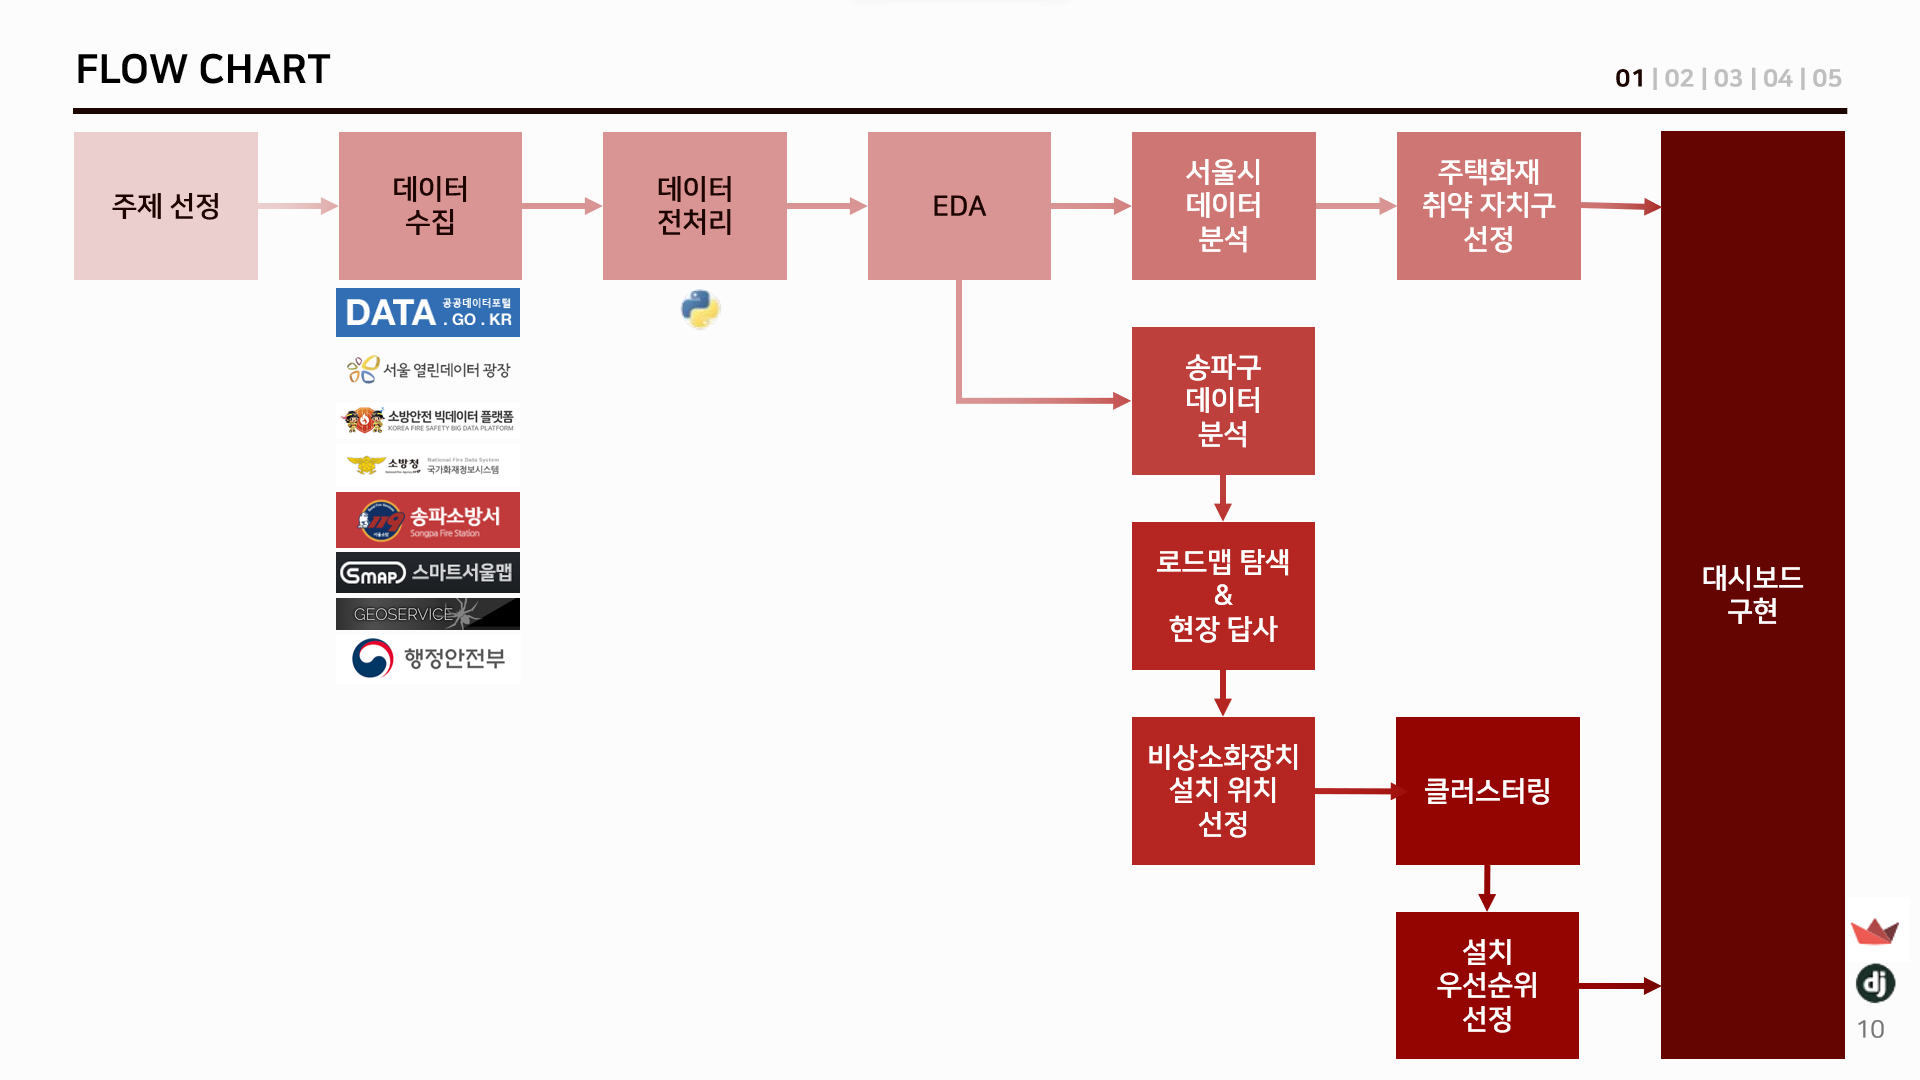 FLOW CHART
01 | 02 | 03 | 04 | 05
주제 선정
데이터
수집
데이터
전처리
EDA
서울시
데이터
분석
주택화재
취약 자치구
선정
DATA 공공데이터포털
. GO . KR
서울 열린데이터 광장
소방안전 빅데이터 플랫폼
KOREA FIRE SAFETY BIG DATA PLATFORM
소방청
National Fire Data System
국가화재정보시스템
119 송파소방서
Songpa Fire Station
SMAP 스마트서울맵
GEOSERVICE
행정안전부
송파구
데이터
분석
로드맵 탐색
&
현장 답사
비상소화장치
설치 위치
선정
클러스터링
설치
우선순위
선정
대시보드
구현
dj
10